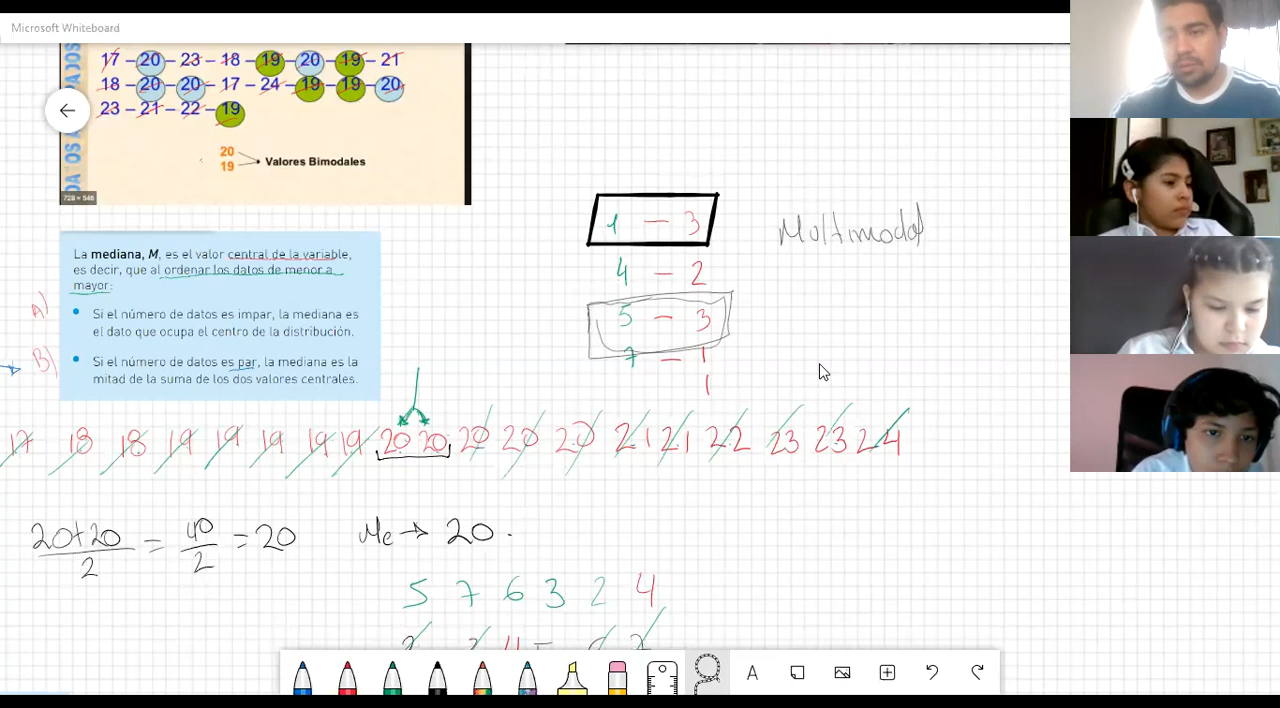 Microsoft Whiteboard
17 – 20 – 23 – 18 – 19 – 20 – 19 – 21
18 – 20 – 20 – 17 – 24 – 19 – 19 – 20
23 – 21 – 22 – 19
20
19
Valores Bimodales
728 × 546
1 — 3
4 — 2
5 — 3
7 — 1
1
Multimodal
La mediana, M, es el valor central de la variable,
es decir, que al ordenar los datos de menor a
mayor:
A)
Si el número de datos es impar, la mediana es
el dato que ocupa el centro de la distribución.
B)
Si el número de datos es par, la mediana es la
mitad de la suma de los dos valores centrales.
17 18 18 19 19 19 19 19 20 20 20 20 20 21 21 22 23 23 24
20+20/2 = 40/2 = 20
Me → 20.
5 7 6 3 2 4
A